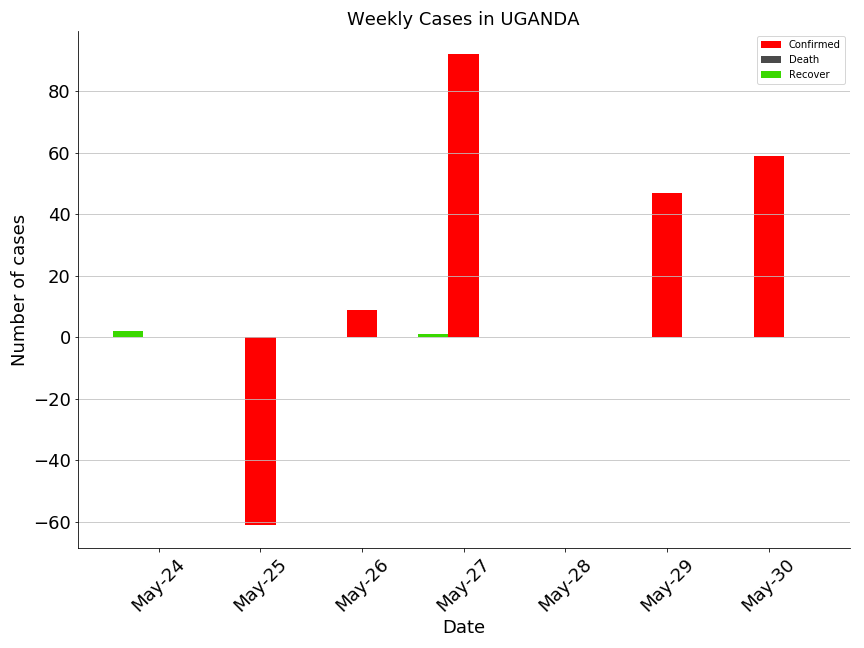 Weekly Cases in UGANDA
Confirmed
Death
Recover
Number of cases
80
60
40
20
0
−20
−40
−60
May-24
May-25
May-26
May-27
May-28
May-29
May-30
Date